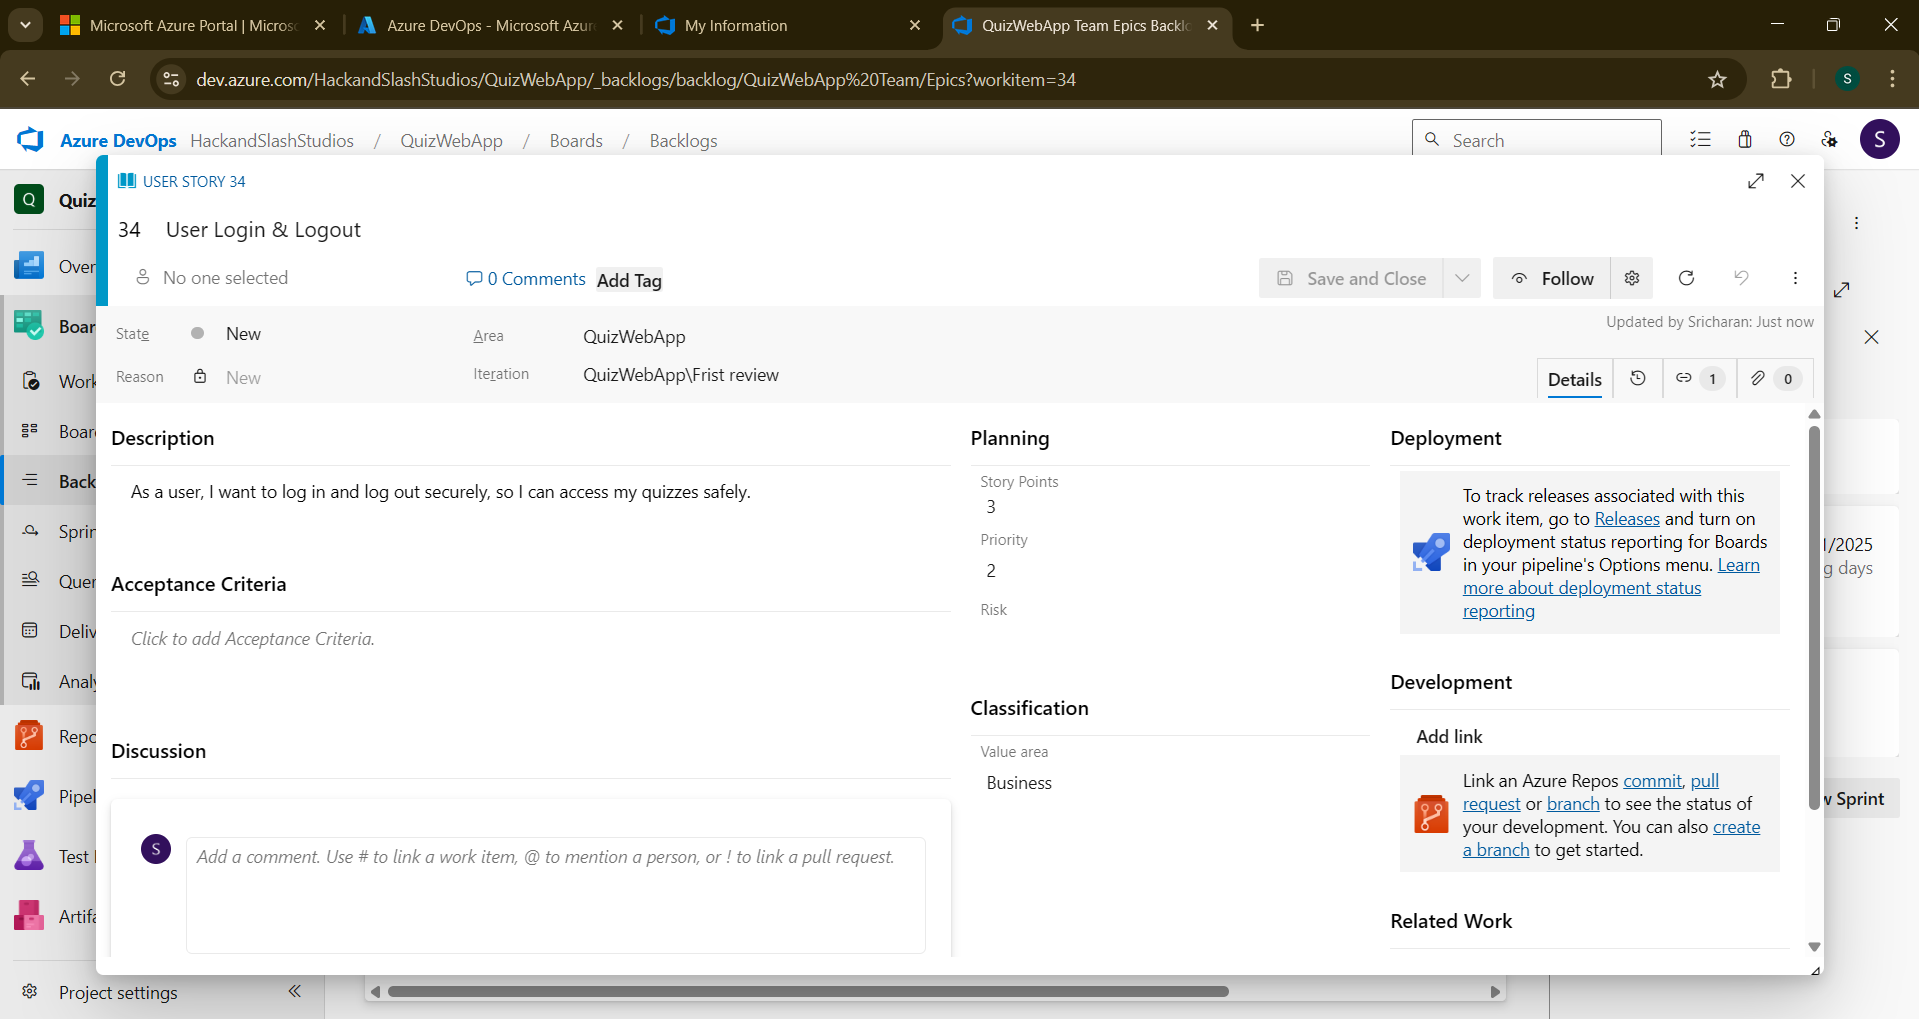 Microsoft Azure Portal | Micros
Azure DevOps - Microsoft Azur
My Information
QuizWebApp Team Epics Backlo
dev.azure.com/HackandSlashStudios/QuizWebApp/_backlogs/backlog/QuizWebApp%20Team/Epics?workitem=34
S
Azure DevOps HackandSlashStudios / QuizWebApp / Boards / Backlogs
Search
S
Q Quiz
Over
Boar
Work
Boar
Back
Sprin
Quer
Deliv
Analy
Repo
Pipel
Test
Artifa
Project settings
USER STORY 34
34 User Login & Logout
No one selected
0 Comments Add Tag
Save and Close
Follow
State New
Area QuizWebApp
Updated by Sricharan: Just now
Reason New
Iteration QuizWebApp\Frist review
Details 1 0
Description
As a user, I want to log in and log out securely, so I can access my quizzes safely.
Acceptance Criteria
Click to add Acceptance Criteria.
Discussion
S
Add a comment. Use # to link a work item, @ to mention a person, or ! to link a pull request.
Planning
Story Points
3
Priority
2
Risk
Classification
Value area
Business
Deployment
To track releases associated with this
work item, go to Releases and turn on
deployment status reporting for Boards
in your pipeline's Options menu. Learn
more about deployment status
reporting
Development
Add link
Link an Azure Repos commit, pull
request or branch to see the status of
your development. You can also create
a branch to get started.
Related Work
1/2025
g days
w Sprint